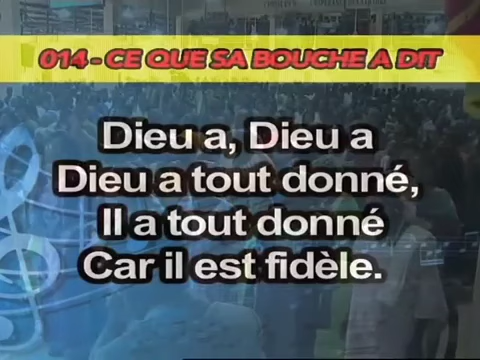 014 - CE QUE SA BOUCHE A DIT
Dieu a, Dieu a
Dieu a tout donné,
Il a tout donné
Car il est fidèle.